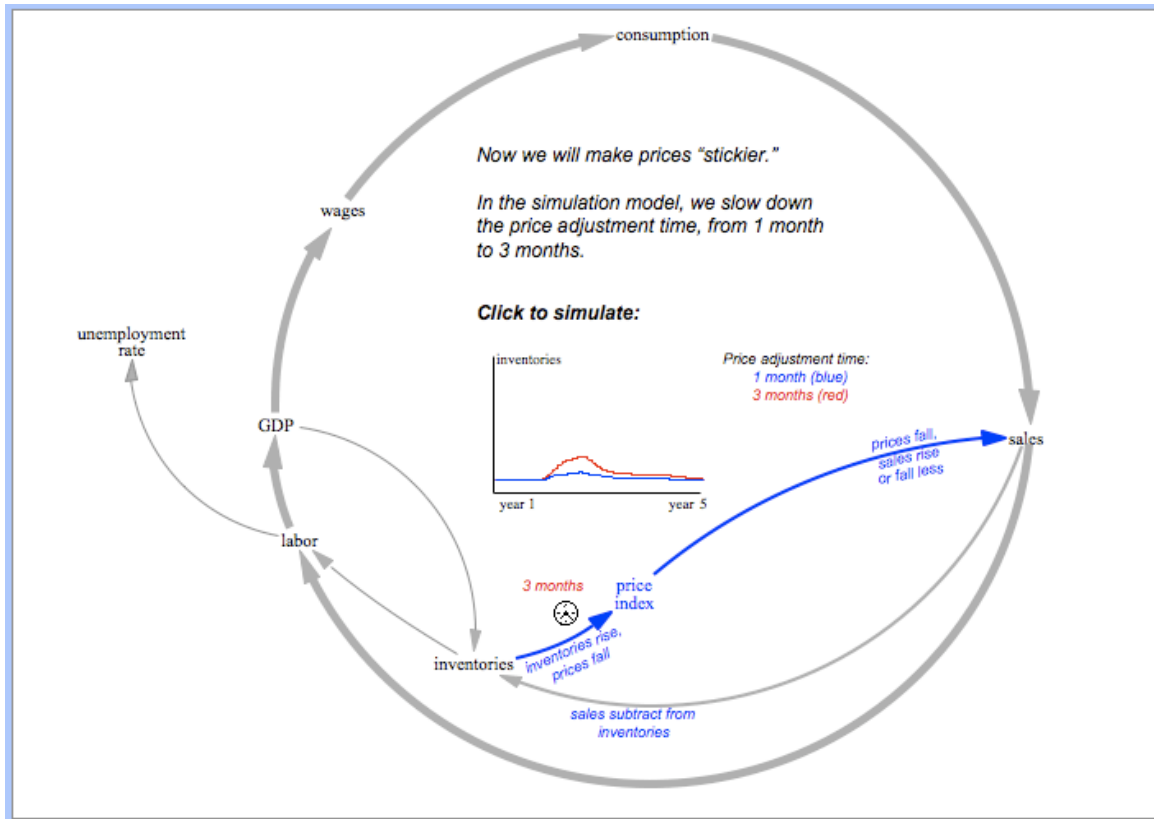 consumption
Now we will make prices “stickier.”
In the simulation model, we slow down
the price adjustment time, from 1 month
to 3 months.
wages
Click to simulate:
unemployment
rate
inventories
Price adjustment time:
1 month (blue)
3 months (red)
GDP
prices fall,
sales rise
or fall less
sales
year 1
year 5
labor
3 months
price
index
inventories
inventories rise,
prices fall
sales subtract from
inventories